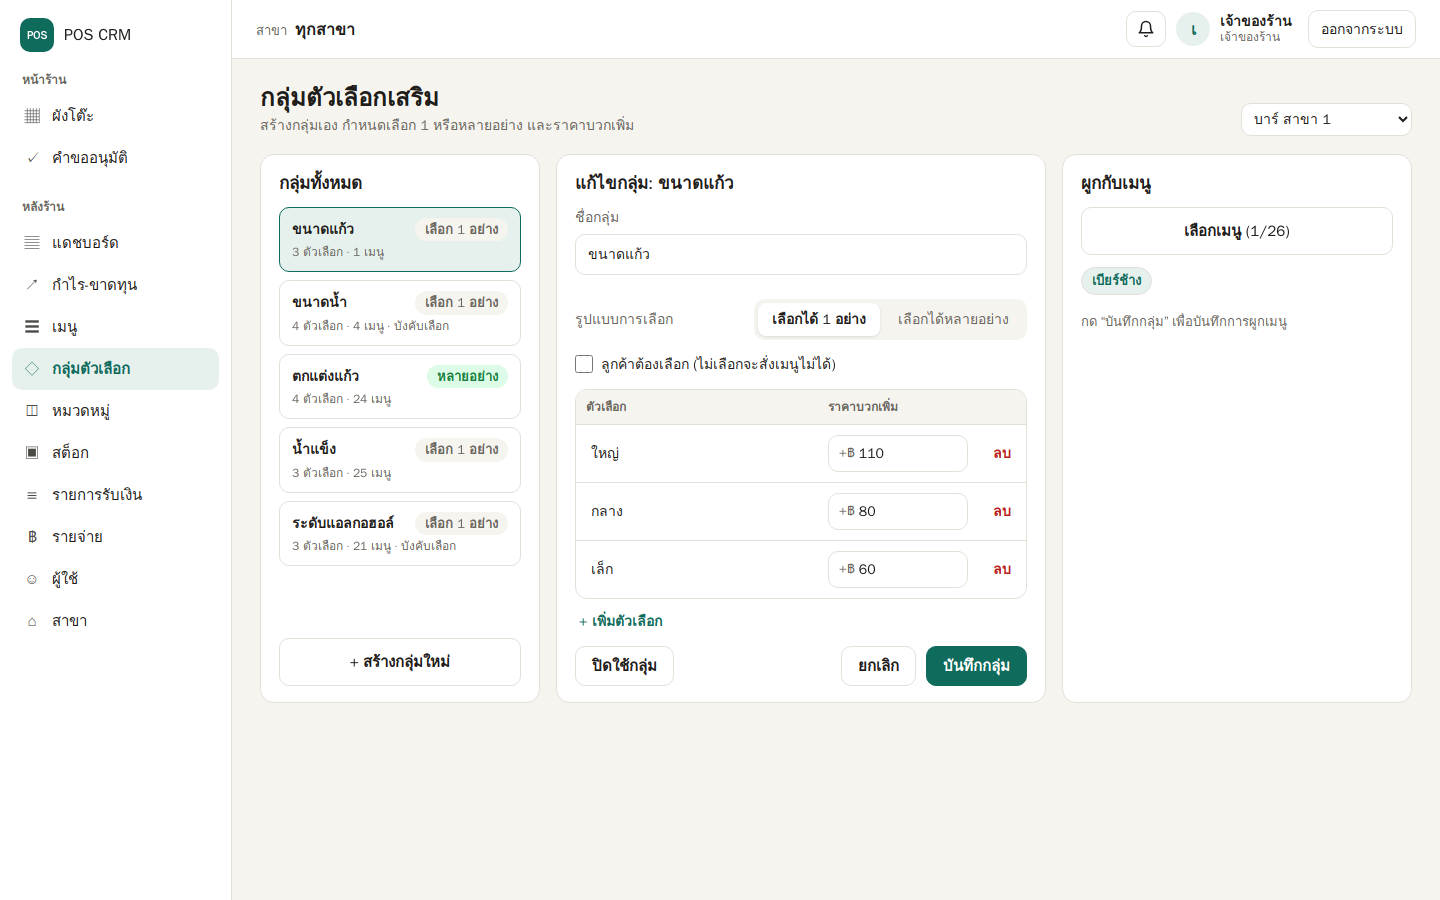 POS
POS CRM
หน้าร้าน
ผังโต๊ะ
คำขออนุมัติ
หลังร้าน
แดชบอร์ด
กำไร-ขาดทุน
เมนู
กลุ่มตัวเลือก
หมวดหมู่
สต็อก
รายการรับเงิน
฿ รายจ่าย
ผู้ใช้
สาขา
สาขา ทุกสาขา
เ
เจ้าของร้าน
เจ้าของร้าน
ออกจากระบบ
กลุ่มตัวเลือกเสริม
สร้างกลุ่มเอง กำหนดเลือก 1 หรือหลายอย่าง และราคาบวกเพิ่ม
บาร์ สาขา 1
กลุ่มทั้งหมด
ขนาดแก้ว เลือก 1 อย่าง
3 ตัวเลือก · 1 เมนู
ขนาดน้ำ เลือก 1 อย่าง
4 ตัวเลือก · 4 เมนู · บังคับเลือก
ตกแต่งแก้ว หลายอย่าง
4 ตัวเลือก · 24 เมนู
น้ำแข็ง เลือก 1 อย่าง
3 ตัวเลือก · 25 เมนู
ระดับแอลกอฮอล์ เลือก 1 อย่าง
3 ตัวเลือก · 21 เมนู · บังคับเลือก
+ สร้างกลุ่มใหม่
แก้ไขกลุ่ม: ขนาดแก้ว
ชื่อกลุ่ม
ขนาดแก้ว
รูปแบบการเลือก เลือกได้ 1 อย่าง เลือกได้หลายอย่าง
ลูกค้าต้องเลือก (ไม่เลือกจะสั่งเมนูไม่ได้)
ตัวเลือก ราคาบวกเพิ่ม
ใหญ่ +฿ 110 ลบ
กลาง +฿ 80 ลบ
เล็ก +฿ 60 ลบ
+ เพิ่มตัวเลือก
ปิดใช้กลุ่ม ยกเลิก บันทึกกลุ่ม
ผูกกับเมนู
เลือกเมนู (1/26)
เบียร์ช้าง
กด “บันทึกกลุ่ม” เพื่อบันทึกการผูกเมนู